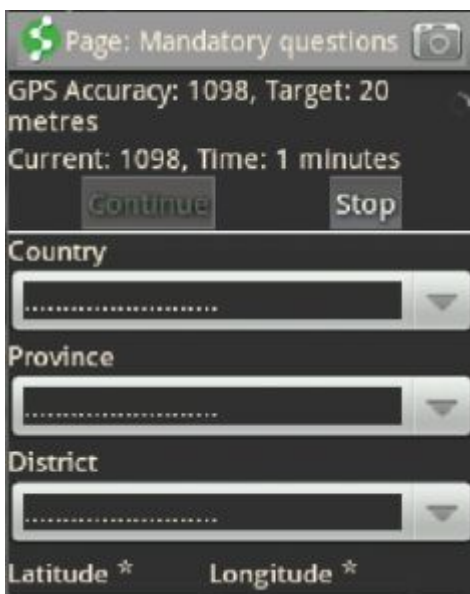 Page: Mandatory questions
GPS Accuracy: 1098, Target: 20
metres
Current: 1098, Time: 1 minutes
Continue Stop
Country
........................
Province
........................
District
........................
Latitude * Longitude *